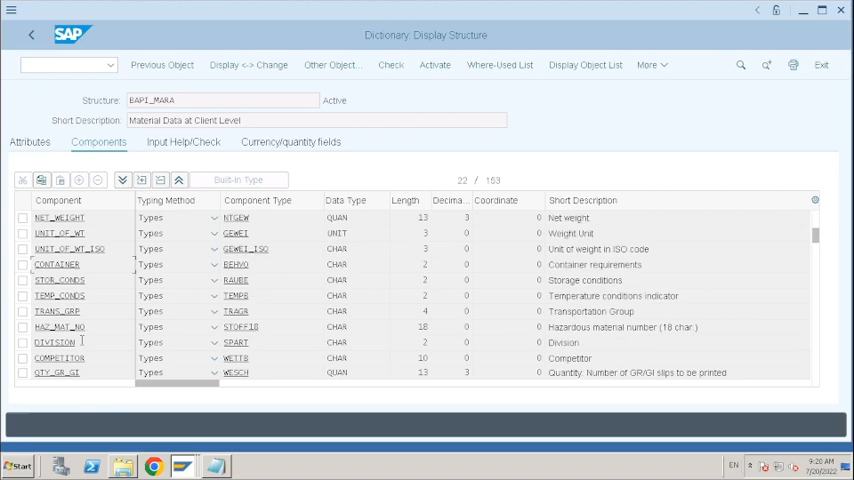 SAP
Dictionary: Display Structure
Previous Object Display <-> Change Other Object... Check Activate Where-Used List Display Object List More Exit
Structure: BAPI_MARA Active
Short Description: Material Data at Client Level
Attributes Components Input Help/Check Currency/quantity fields
Built-In Type 22 / 153
Component Typing Method Component Type Data Type Length Decima... Coordinate Short Description
NET_WEIGHT Types NTGEW QUAN 13 3 0 Net weight
UNIT_OF_WT Types GEWEI UNIT 3 0 0 Weight Unit
UNIT_OF_WT_ISO Types GEWEI_ISO CHAR 3 0 0 Unit of weight in ISO code
CONTAINER Types BEHVO CHAR 2 0 0 Container requirements
STOR_CONDS Types RAUBE CHAR 2 0 0 Storage conditions
TEMP_CONDS Types TEMPB CHAR 2 0 0 Temperature conditions indicator
TRANS_GRP Types TRAGR CHAR 4 0 0 Transportation Group
HAZ_MAT_NO Types STOFF18 CHAR 18 0 0 Hazardous material number (18 char.)
DIVISION Types SPART CHAR 2 0 0 Division
COMPETITOR Types WETTB CHAR 10 0 0 Competitor
QTY_GR_GI Types WESCH QUAN 13 3 0 Quantity: Number of GR/GI slips to be printed
Start EN 9:20 AM
7/20/2022